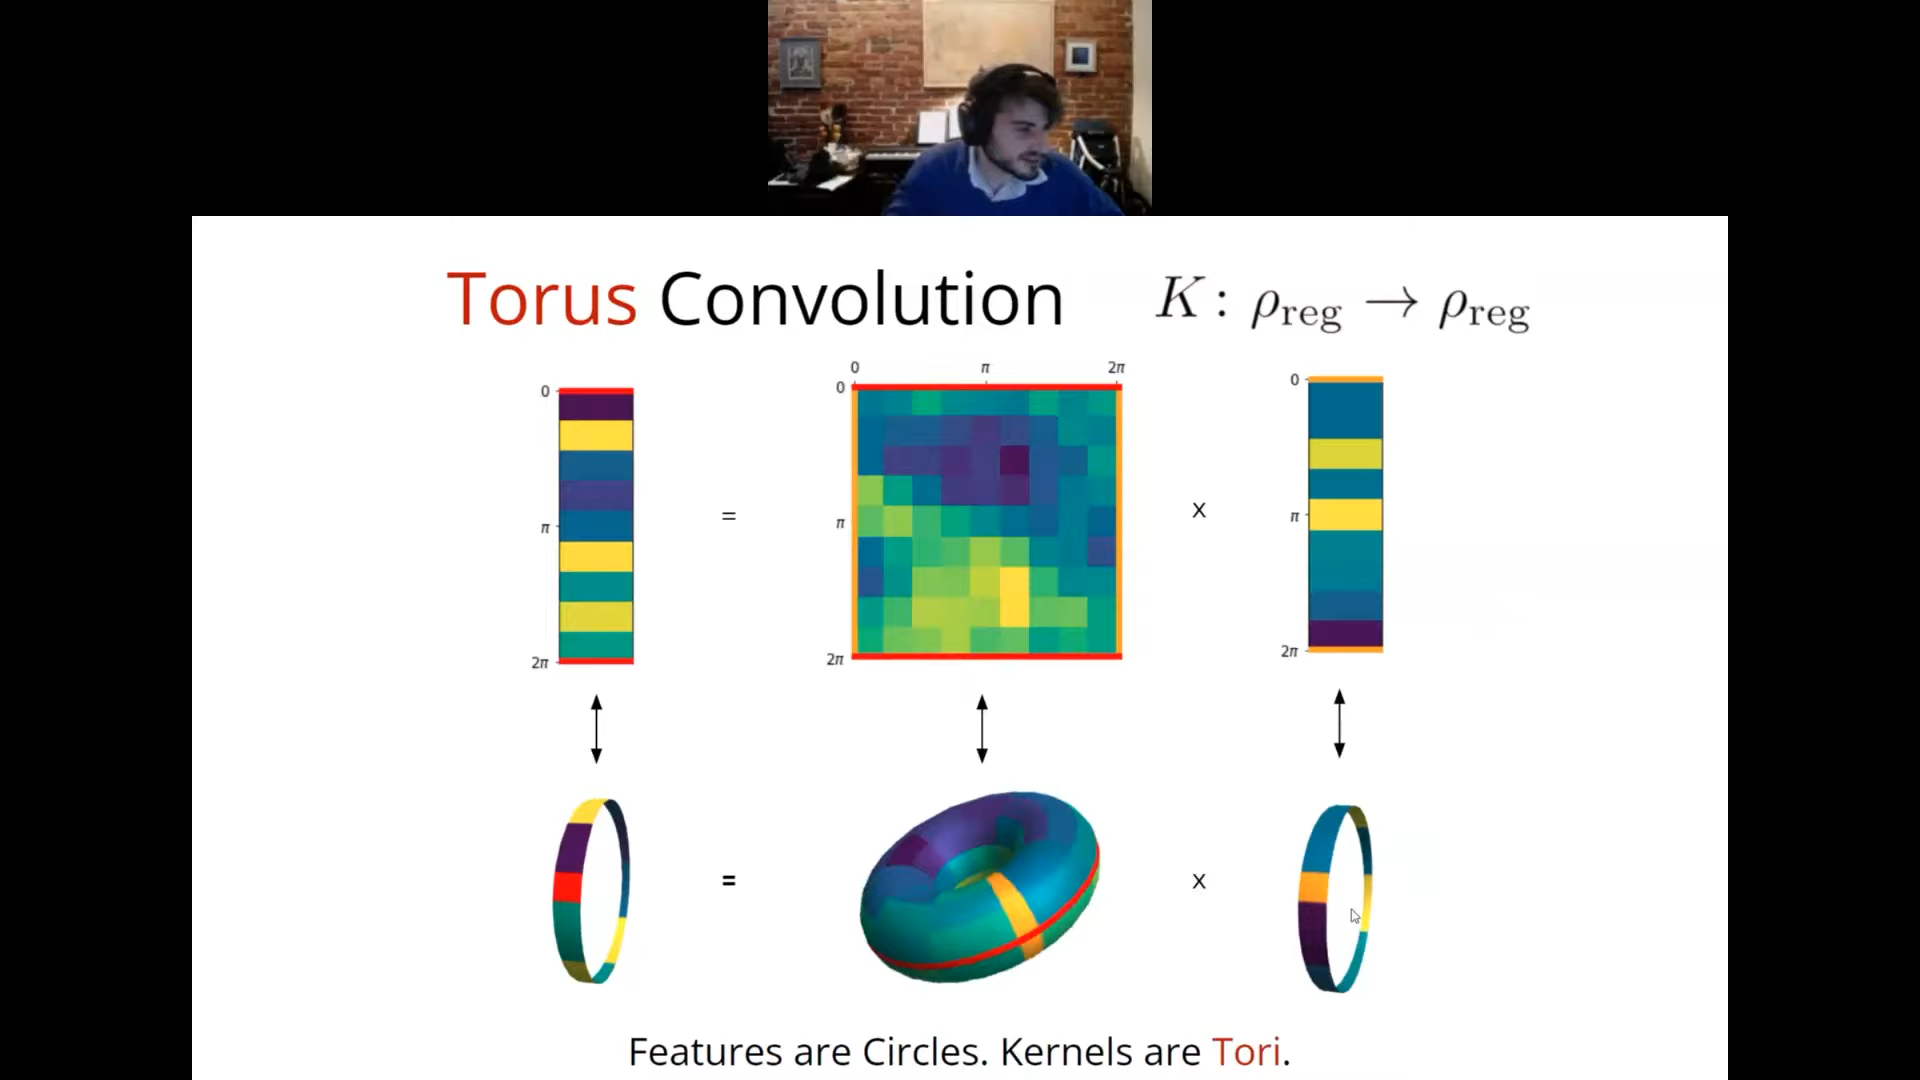 Torus Convolution K: ρreg → ρreg
0 π 2π
0 0 0
π π π
2π 2π 2π
= x
= x
Features are Circles. Kernels are Tori.